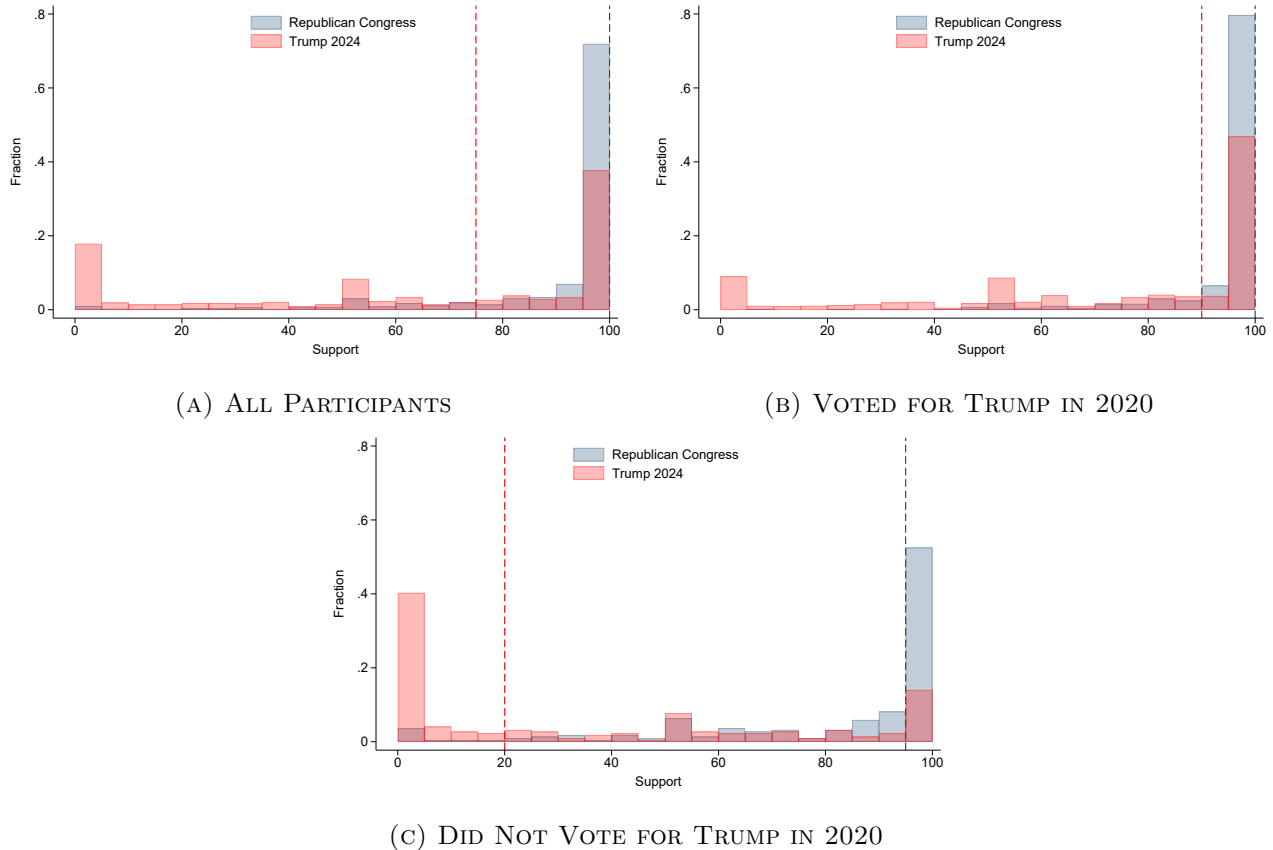 Republican Congress
Trump 2024
.8
.6
.4
.2
0
Fraction
0 20 40 60 80 100
Support
(A) All Participants
Republican Congress
Trump 2024
.8
.6
.4
.2
0
Fraction
0 20 40 60 80 100
Support
(B) Voted for Trump in 2020
Republican Congress
Trump 2024
.8
.6
.4
.2
0
Fraction
0 20 40 60 80 100
Support
(C) Did Not Vote for Trump in 2020